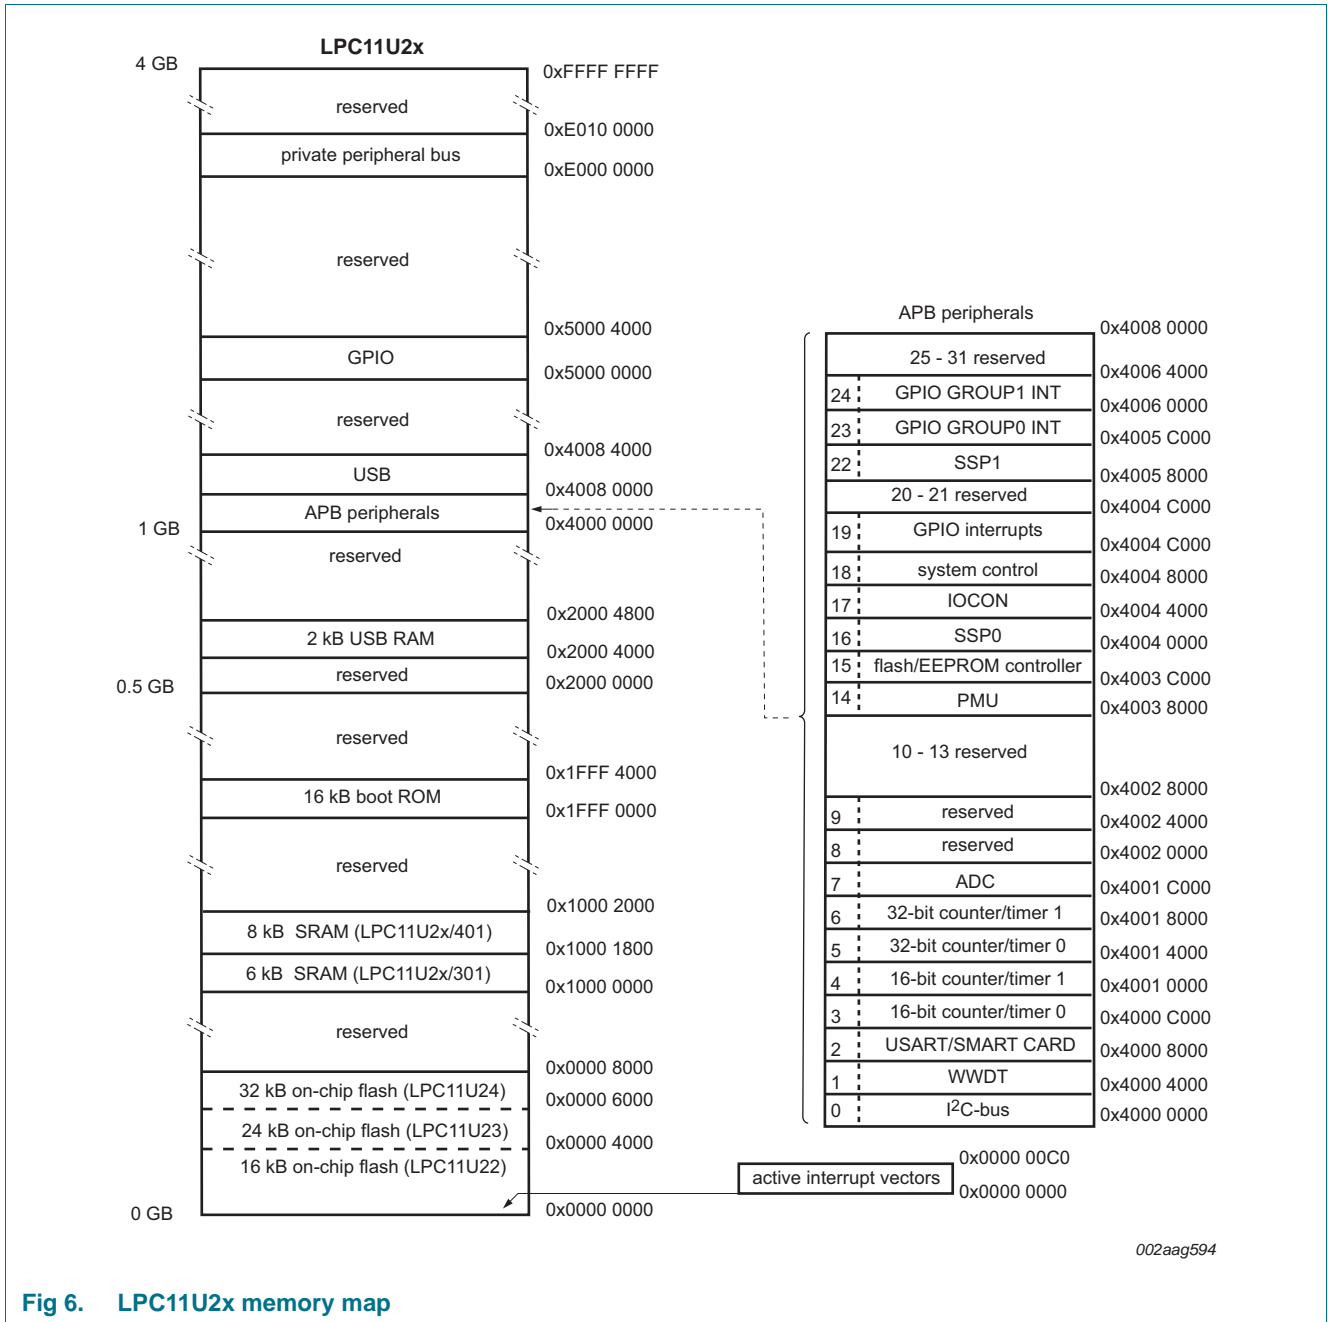 LPC11U2x
4 GB
0xFFFF FFFF
reserved
0xE010 0000
private peripheral bus
0xE000 0000
reserved
0x5000 4000
GPIO
0x5000 0000
reserved
0x4008 4000
USB
0x4008 0000
APB peripherals
0x4000 0000
1 GB
reserved
0x2000 4800
2 kB USB RAM
0x2000 4000
reserved
0x2000 0000
0.5 GB
reserved
0x1FFF 4000
16 kB boot ROM
0x1FFF 0000
reserved
0x1000 2000
8 kB SRAM (LPC11U2x/401)
0x1000 1800
6 kB SRAM (LPC11U2x/301)
0x1000 0000
reserved
0x0000 8000
32 kB on-chip flash (LPC11U24)
0x0000 6000
24 kB on-chip flash (LPC11U23)
0x0000 4000
16 kB on-chip flash (LPC11U22)
0 GB
0x0000 0000
APB peripherals
0x4008 0000
25 - 31 reserved
0x4006 4000
24 GPIO GROUP1 INT
0x4006 0000
23 GPIO GROUP0 INT
0x4005 C000
22 SSP1
0x4005 8000
20 - 21 reserved
0x4004 C000
19 GPIO interrupts
0x4004 C000
18 system control
0x4004 8000
17 IOCON
0x4004 4000
16 SSP0
0x4004 0000
15 flash/EEPROM controller
0x4003 C000
14 PMU
0x4003 8000
10 - 13 reserved
0x4002 8000
9 reserved
0x4002 4000
8 reserved
0x4002 0000
7 ADC
0x4001 C000
6 32-bit counter/timer 1
0x4001 8000
5 32-bit counter/timer 0
0x4001 4000
4 16-bit counter/timer 1
0x4001 0000
3 16-bit counter/timer 0
0x4000 C000
2 USART/SMART CARD
0x4000 8000
1 WWDT
0x4000 4000
0 I2C-bus
0x4000 0000
0x0000 00C0
active interrupt vectors
0x0000 0000
002aag594
Fig 6. LPC11U2x memory map